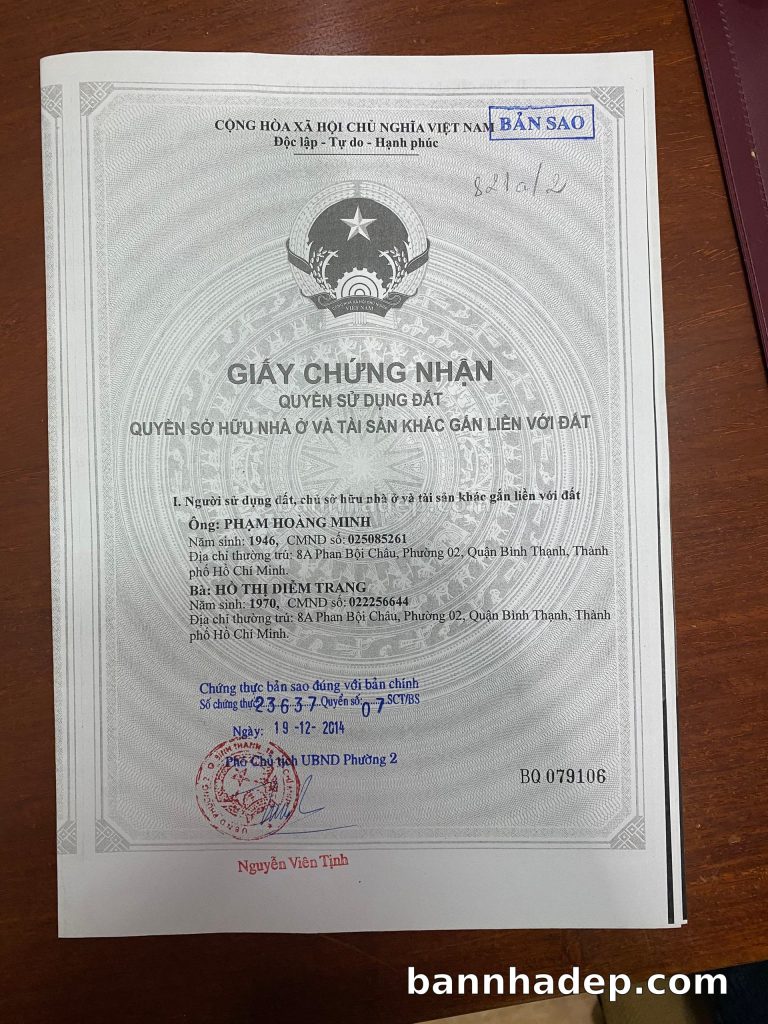 CỘNG HÒA XÃ HỘI CHỦ NGHĨA VIỆT NAM
BẢN SAO
Độc lập - Tự do - Hạnh phúc
821a/2
VIỆT NAM
GIẤY CHỨNG NHẬN
QUYỀN SỬ DỤNG ĐẤT
QUYỀN SỞ HỮU NHÀ Ở VÀ TÀI SẢN KHÁC GẮN LIỀN VỚI ĐẤT
I. Người sử dụng đất, chủ sở hữu nhà ở và tài sản khác gắn liền với đất
Ông: PHẠM HOÀNG MINH
Năm sinh: 1946, CMND số: 025085261
Địa chỉ thường trú: 8A Phan Bội Châu, Phường 02, Quận Bình Thạnh, Thành
phố Hồ Chí Minh.
Bà: HỒ THỊ DIỄM TRANG
Năm sinh: 1970, CMND số: 022256644
Địa chỉ thường trú: 8A Phan Bội Châu, Phường 02, Quận Bình Thạnh, Thành
phố Hồ Chí Minh.
Chứng thực bản sao đúng với bản chính
Số chứng thực 23637 Quyển số: 07 SCT/BS
Ngày: 19 -12- 2014
Phó Chủ tịch UBND Phường 2
BQ 079106
Nguyễn Viên Tịnh
bannhadep.com